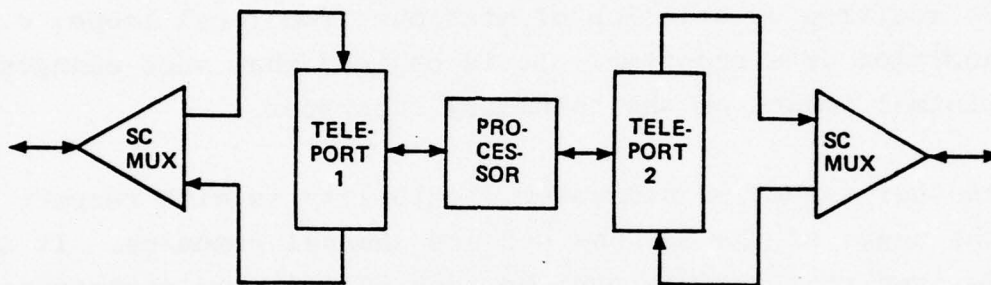 SC
MUX
TELE-
PORT
1
PRO-
CES-
SOR
TELE-
PORT
2
SC
MUX